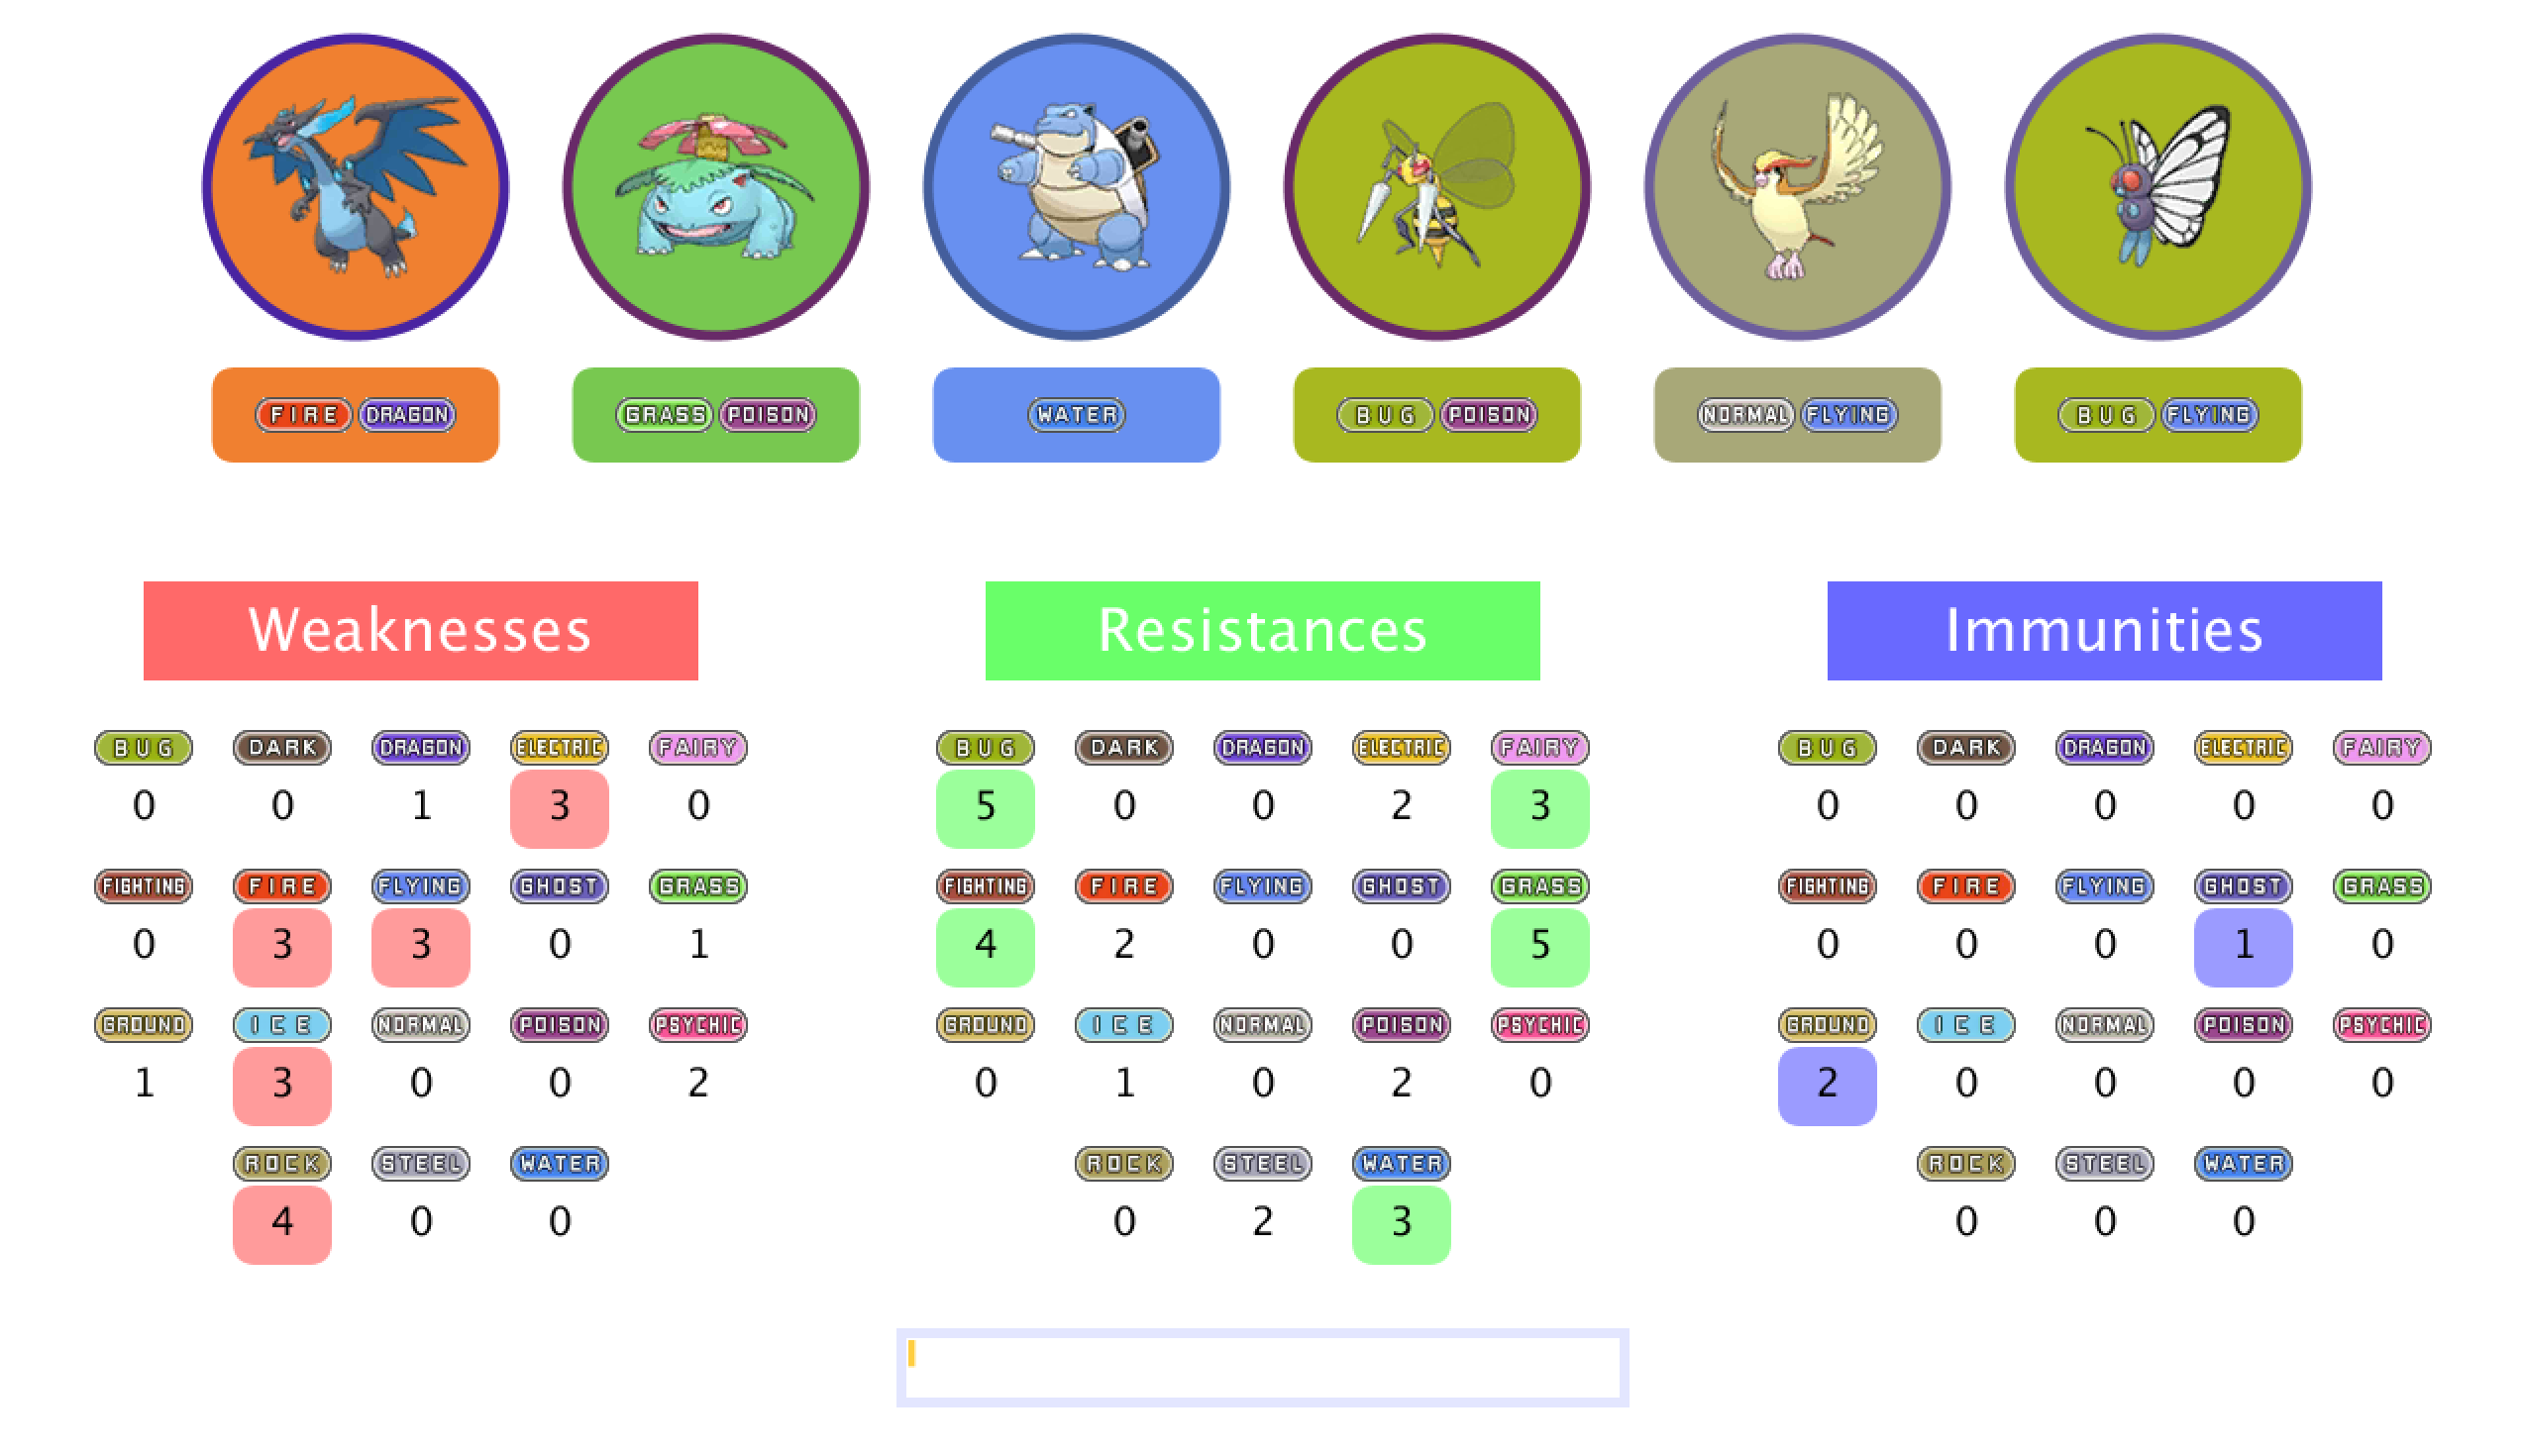 FIRE DRAGON GRASS POISON WATER BUG POISON NORMAL FLYING BUG FLYING
Weaknesses Resistances Immunities
BUG DARK DRAGON ELECTRIC FAIRY BUG DARK DRAGON ELECTRIC FAIRY BUG DARK DRAGON ELECTRIC FAIRY
0 0 1 3 0 5 0 0 2 3 0 0 0 0 0
FIGHTING FIRE FLYING GHOST GRASS FIGHTING FIRE FLYING GHOST GRASS FIGHTING FIRE FLYING GHOST GRASS
0 3 3 0 1 4 2 0 0 5 0 0 0 1 0
GROUND ICE NORMAL POISON PSYCHIC GROUND ICE NORMAL POISON PSYCHIC GROUND ICE NORMAL POISON PSYCHIC
1 3 0 0 2 0 1 0 2 0 2 0 0 0 0
ROCK STEEL WATER ROCK STEEL WATER ROCK STEEL WATER
4 0 0 0 2 3 0 0 0